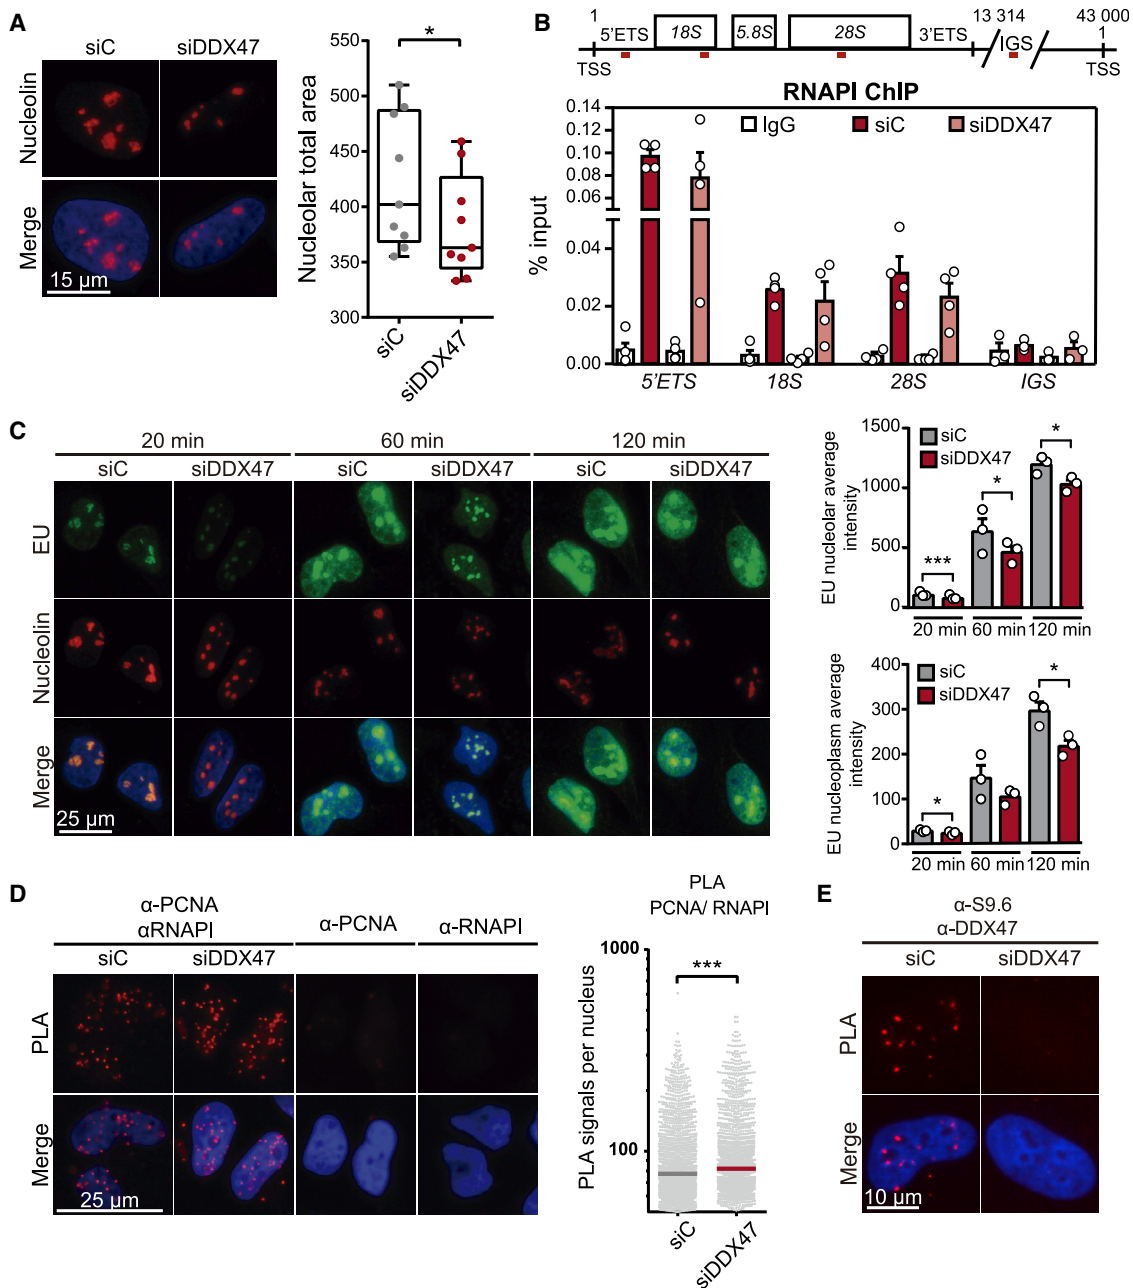 A
siC siDDX47
Nucleolin
Merge
15 µm
Nucleolar total area
550
500
450
400
350
300
*
siC
siDDX47
B
1 13 314 43 000
5'ETS 18S 5.8S 28S 3'ETS IGS 1
TSS TSS
RNAPI ChIP
% input
0.14
0.12
0.10
0.08
0.06
0.04
0.02
0.00
IgG siC siDDX47
5'ETS 18S 28S IGS
C
20 min 60 min 120 min
siC siDDX47 siC siDDX47 siC siDDX47
EU
Nucleolin
Merge
25 µm
EU nucleolar average
intensity
1500
1000
500
0
siC
siDDX47
*** * *
20 min 60 min 120 min
EU nucleoplasm average
intensity
400
300
200
100
0
siC
siDDX47
* *
20 min 60 min 120 min
D
α-PCNA
αRNAPI
α-PCNA α-RNAPI
siC siDDX47
PLA
Merge
25 µm
PLA
PCNA/ RNAPI
PLA signals per nucleus
1000
100
***
siC
siDDX47
E
α-S9.6
α-DDX47
siC siDDX47
PLA
Merge
10 µm